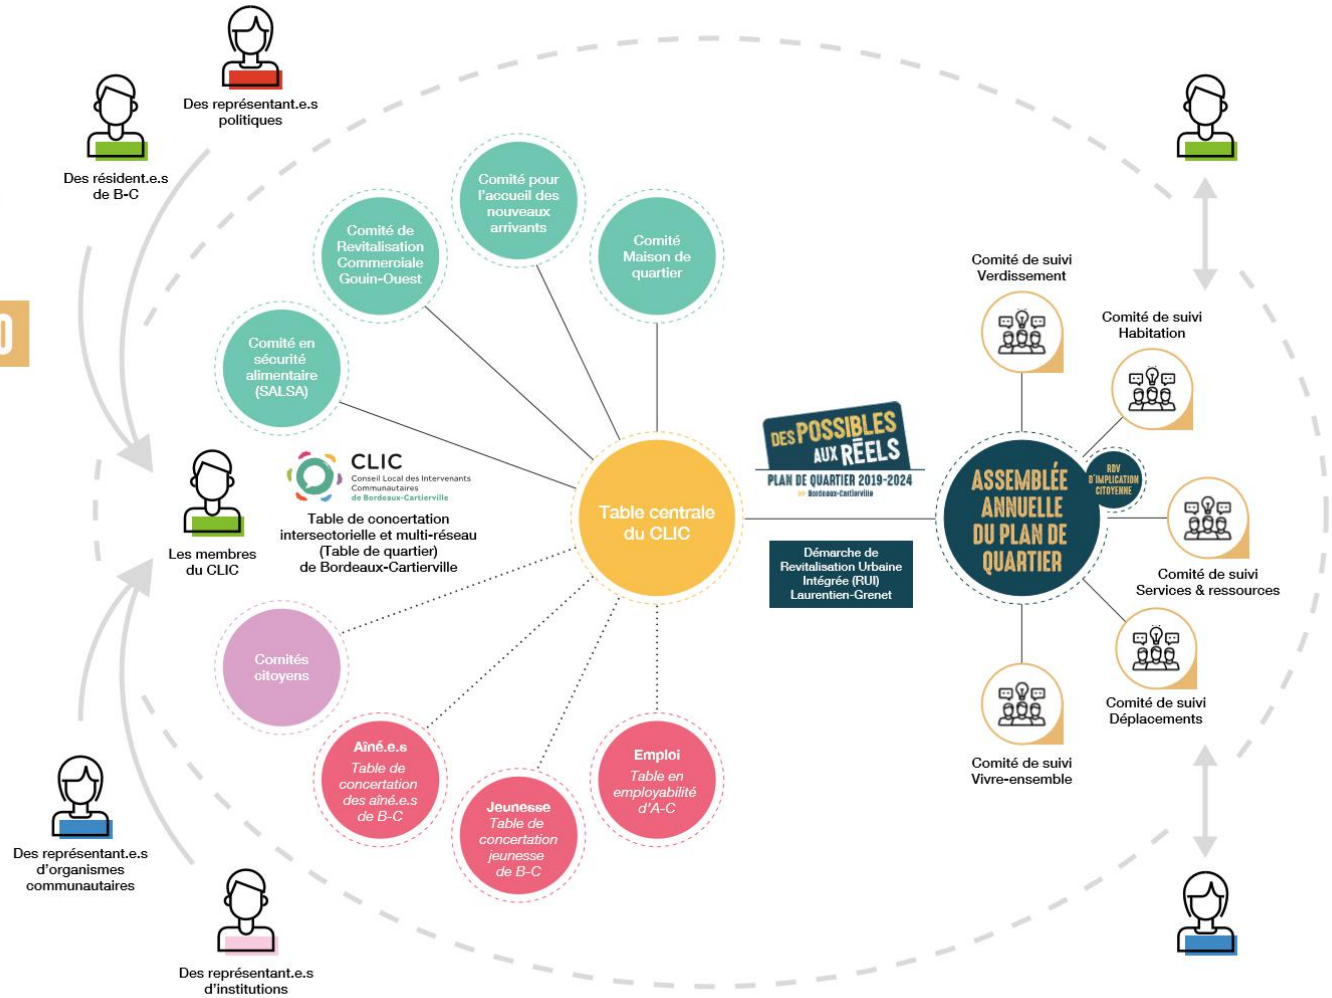 Des représentant.e.s
politiques
Des résident.e.s
de B-C
Comité pour
l'accueil des
nouveaux
arrivants
Comité de
Revitalisation
Commerciale
Gouin-Ouest
Comité
Maison de
quartier
Comité en
sécurité
alimentaire
(SALSA)
CLIC
Conseil Local des Intervenants
Communautaires
de Bordeaux-Cartierville
Table de concertation
intersectorielle et multi-réseau
(Table de quartier)
de Bordeaux-Cartierville
Les membres
du CLIC
Table centrale
du CLIC
Comités
citoyens
Aîné.e.s
Table de
concertation
des aîné.e.s
de B-C
Jeunesse
Table de
concertation
jeunesse
de B-C
Emploi
Table en
employabilité
d'A-C
DES POSSIBLES
AUX RÉELS
PLAN DE QUARTIER 2019-2024
Bordeaux-Cartierville
Démarche de
Revitalisation Urbaine
Intégrée (RUI)
Laurentien-Grenet
ASSEMBLÉE
ANNUELLE
DU PLAN DE
QUARTIER
RDV
D'IMPLICATION
CITOYENNE
Comité de suivi
Verdissement
Comité de suivi
Habitation
Comité de suivi
Services & ressources
Comité de suivi
Déplacements
Comité de suivi
Vivre-ensemble
Des représentant.e.s
d'organismes
communautaires
Des représentant.e.s
d'institutions